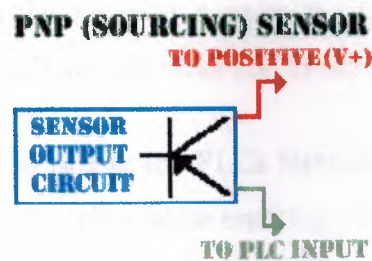 PNP (SOURCING) SENSOR
TO POSITIVE (V+)
SENSOR
OUTPUT
CIRCUIT
TO PLC INPUT